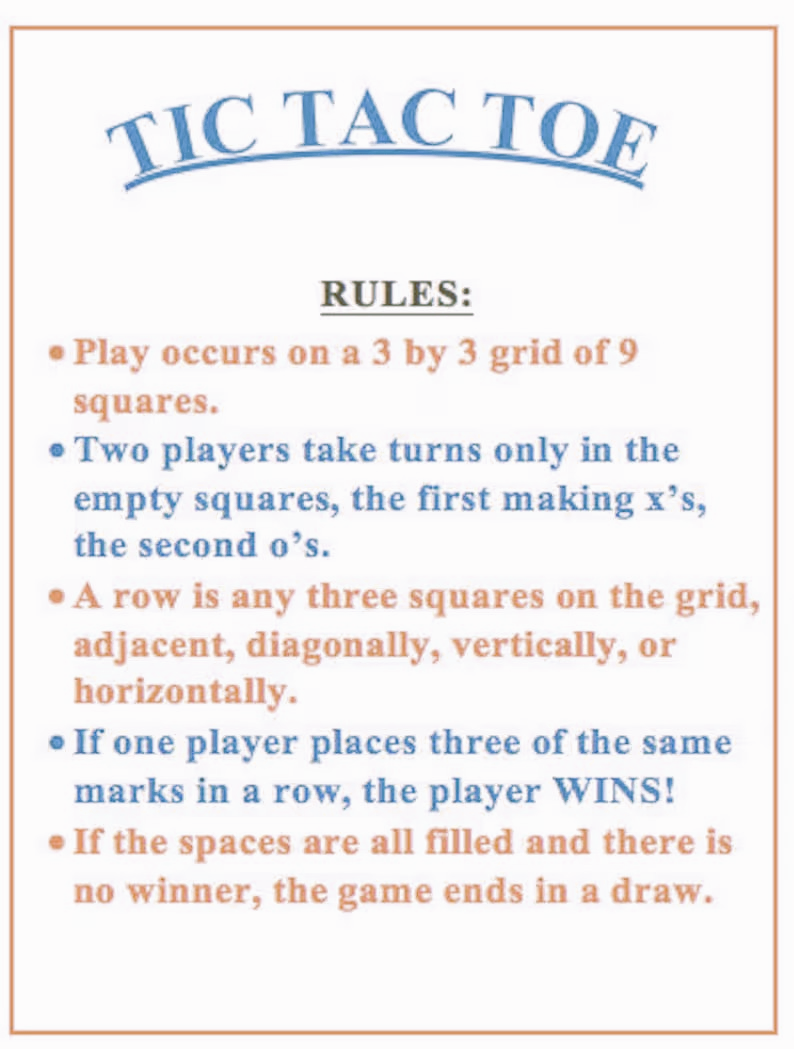 TIC TAC TOE
RULES:
• Play occurs on a 3 by 3 grid of 9
squares.
• Two players take turns only in the
empty squares, the first making x's,
the second o's.
• A row is any three squares on the grid,
adjacent, diagonally, vertically, or
horizontally.
• If one player places three of the same
marks in a row, the player WINS!
• If the spaces are all filled and there is
no winner, the game ends in a draw.